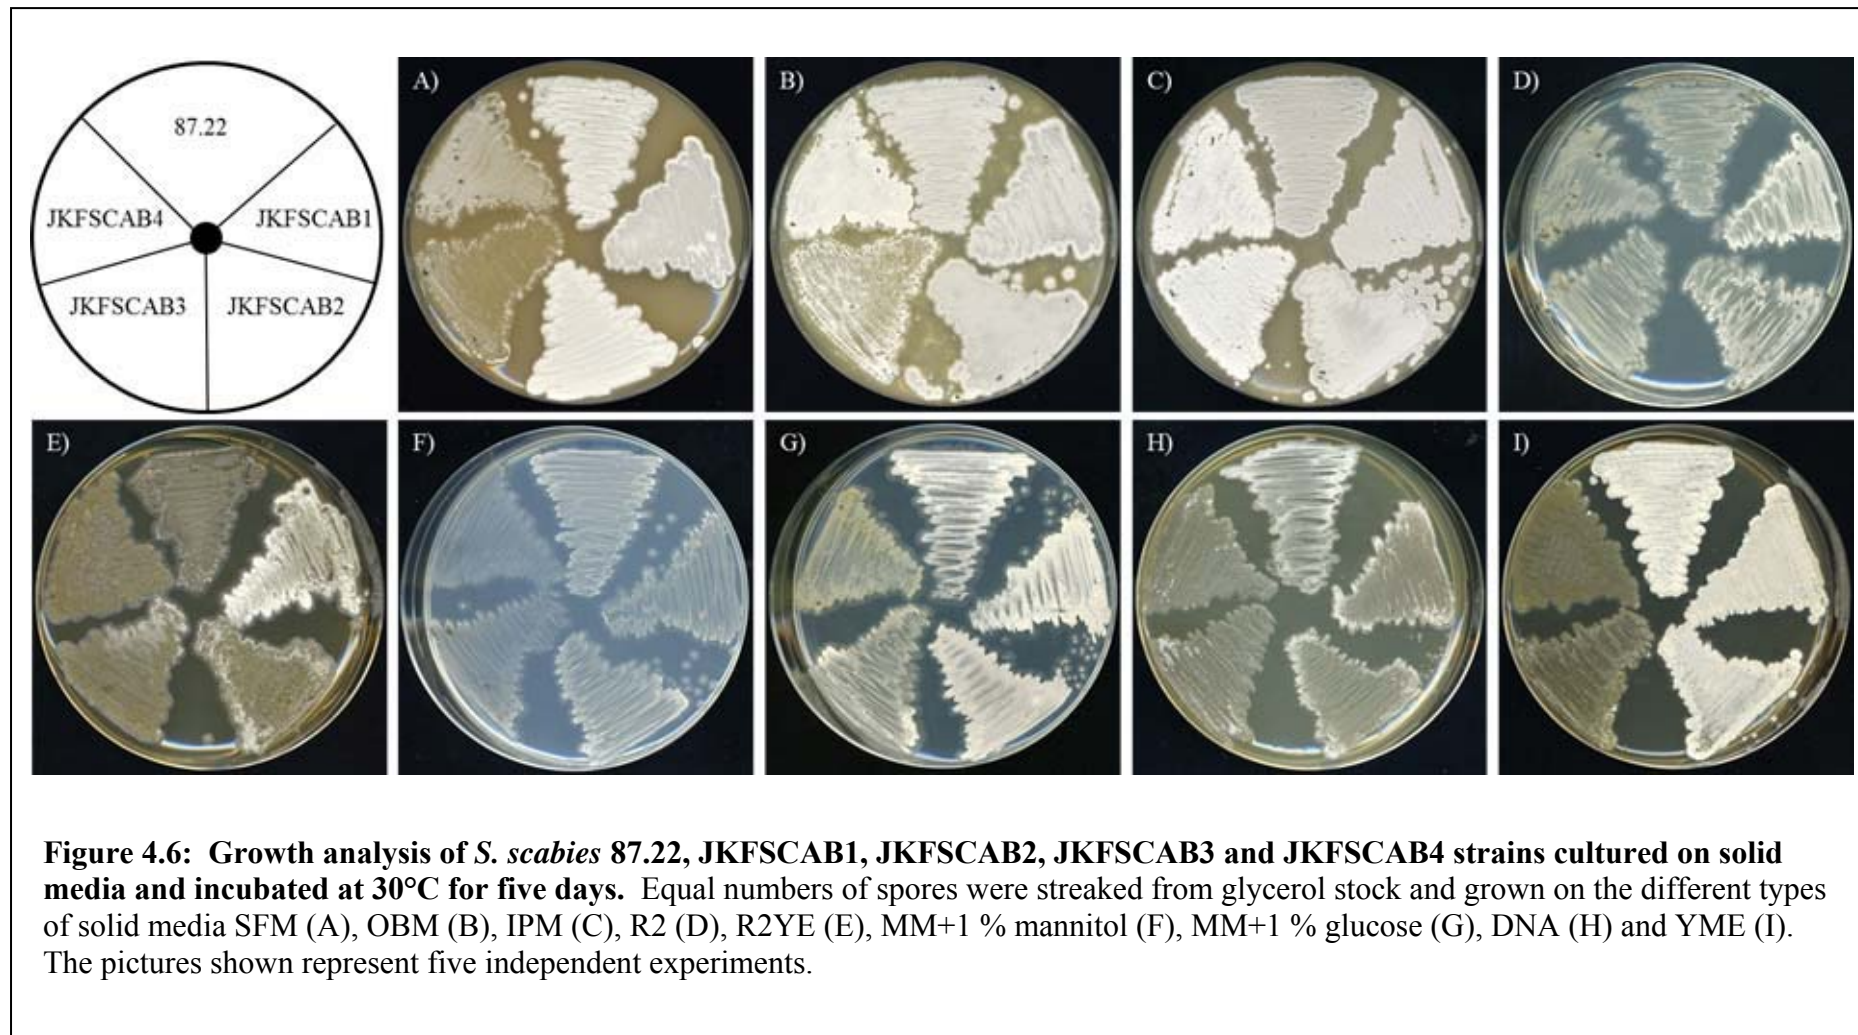 87.22
JKFSCAB4
JKFSCAB1
JKFSCAB3
JKFSCAB2
A)
B)
C)
D)
E)
F)
G)
H)
I)
Figure 4.6: Growth analysis of S. scabies 87.22, JKFSCAB1, JKFSCAB2, JKFSCAB3 and JKFSCAB4 strains cultured on solid
media and incubated at 30°C for five days. Equal numbers of spores were streaked from glycerol stock and grown on the different types
of solid media SFM (A), OBM (B), IPM (C), R2 (D), R2YE (E), MM+1 % mannitol (F), MM+1 % glucose (G), DNA (H) and YME (I).
The pictures shown represent five independent experiments.